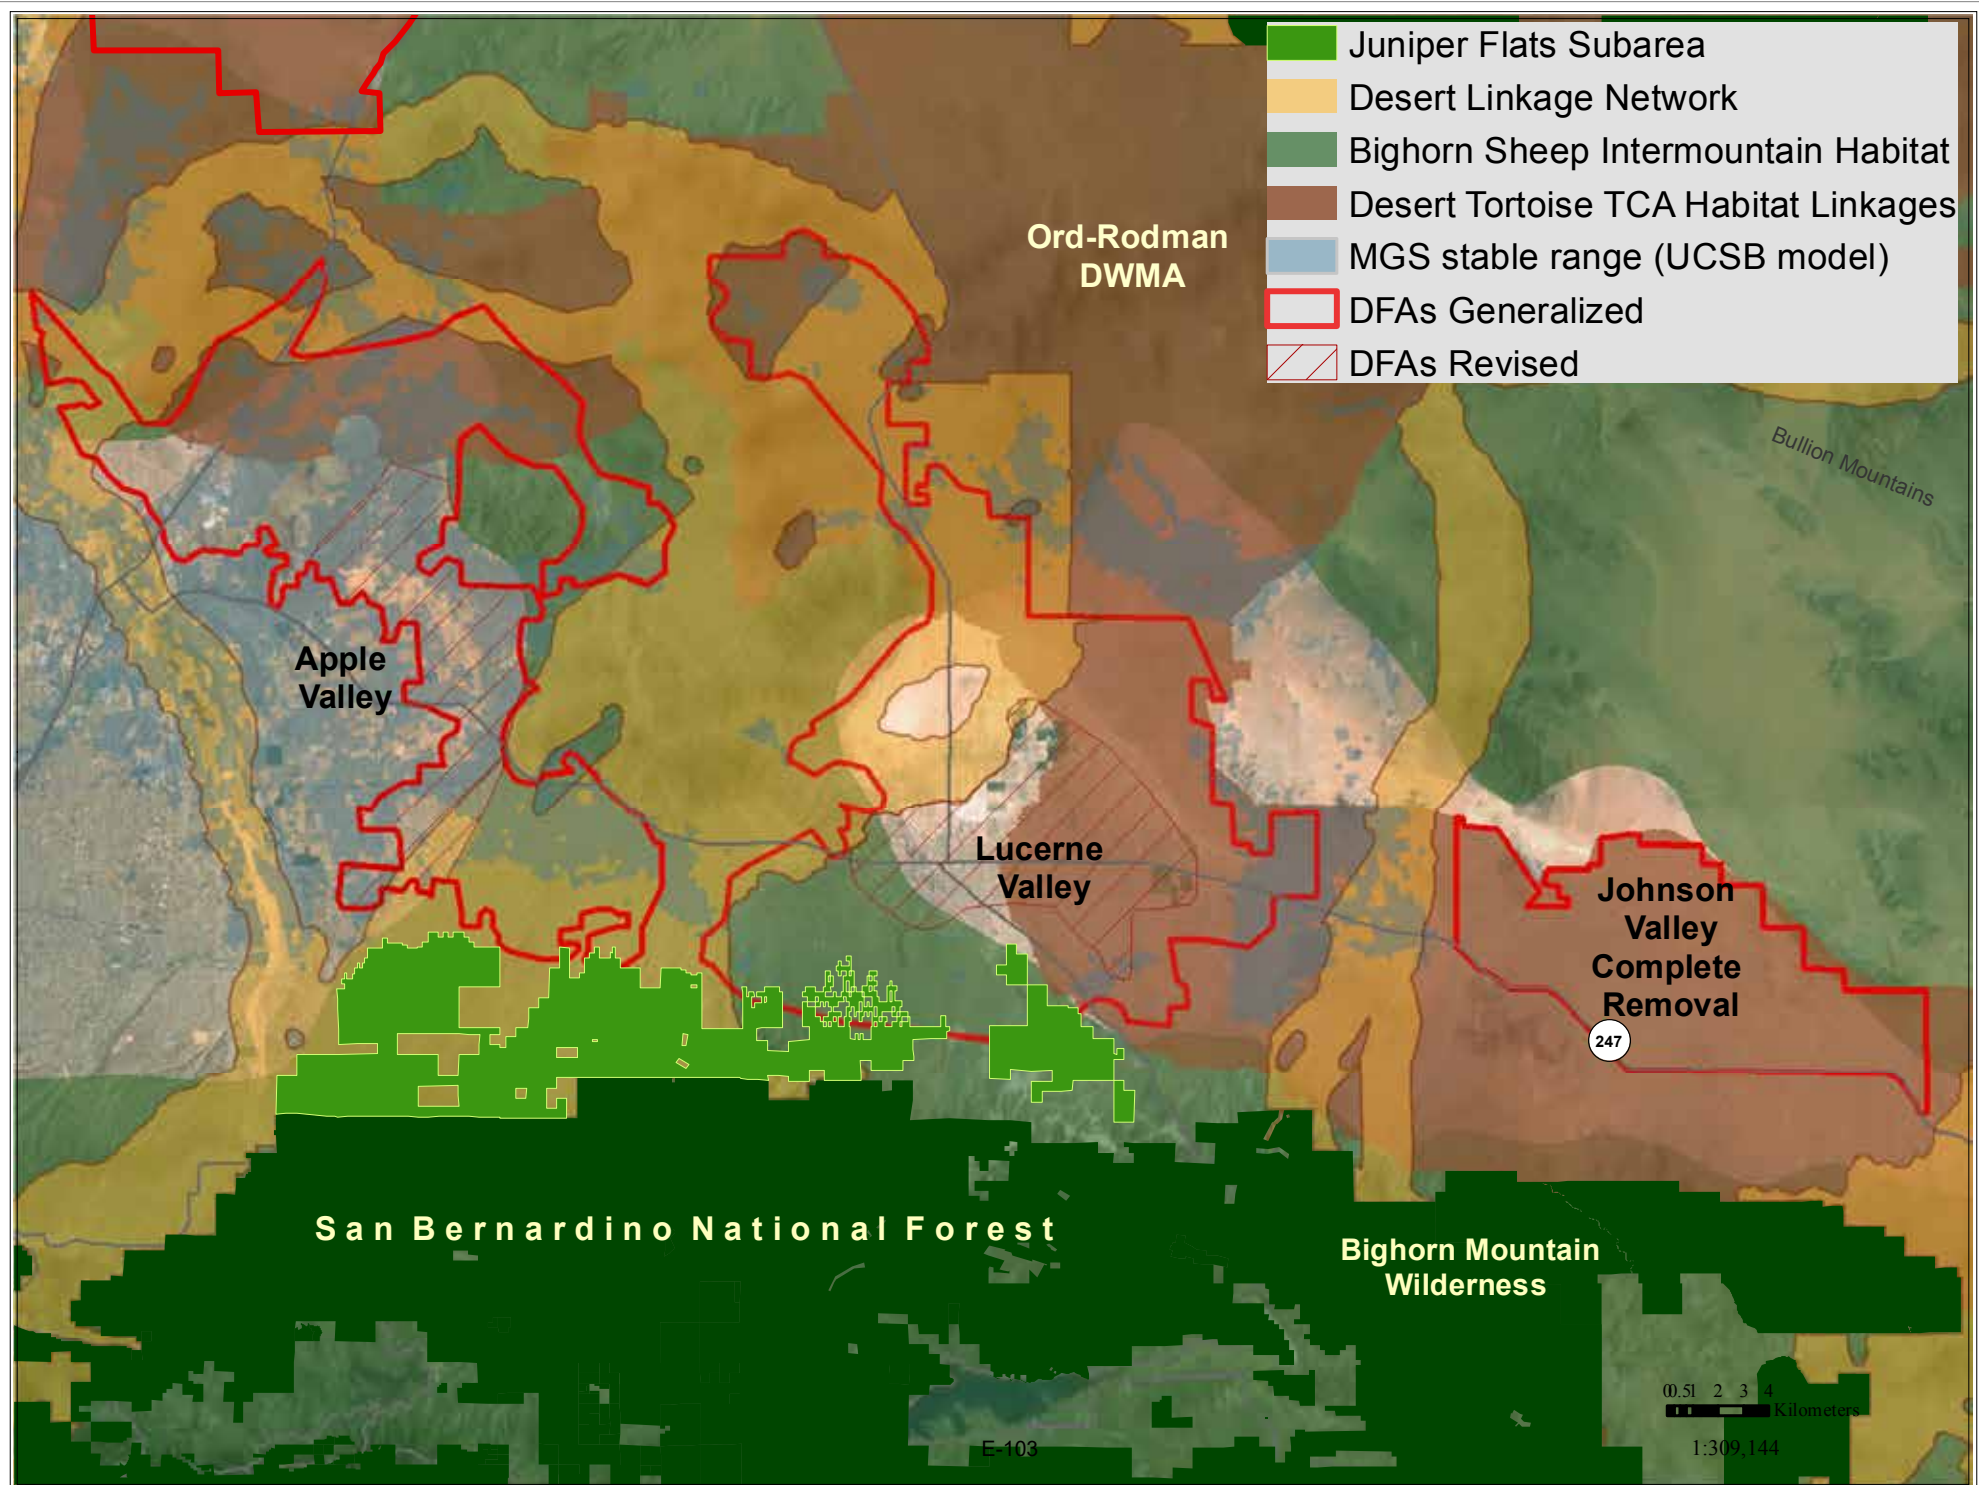 Juniper Flats Subarea
Desert Linkage Network
Bighorn Sheep Intermountain Habitat
Desert Tortoise TCA Habitat Linkages
MGS stable range (UCSB model)
DFAs Generalized
DFAs Revised
Ord-Rodman
DWMA
Bullion Mountains
Apple
Valley
Lucerne
Valley
Johnson
Valley
Complete
Removal
247
San Bernardino National Forest
Bighorn Mountain
Wilderness
0 0.5 1 2 3 4
Kilometers
1:309,144
E-103